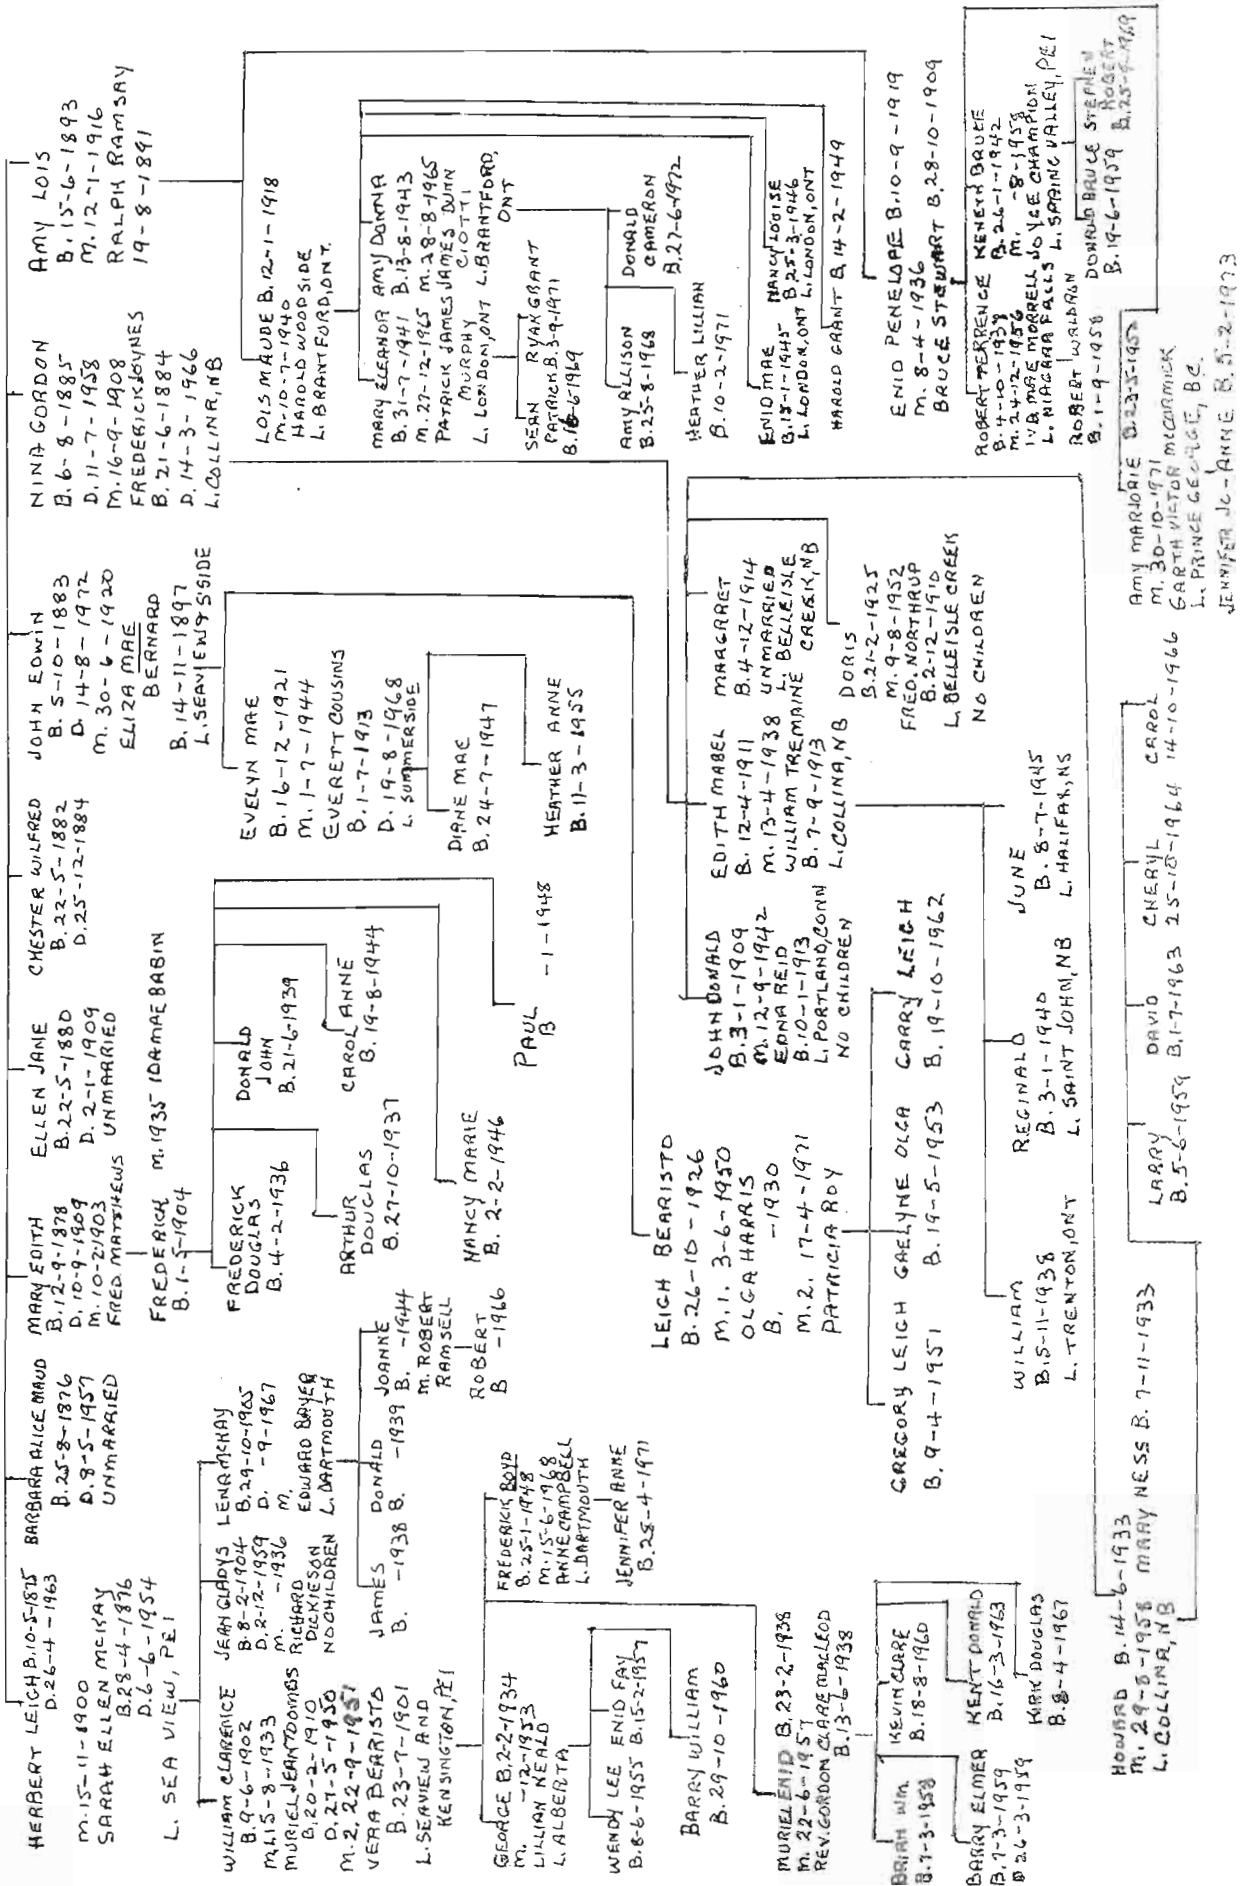 HERBERT LEIGH B.10-5-1875
D.26-4-1963
M.15-11-1900
SARAH ELLEN MCKAY
B.28-4-1876
D.6-6-1954
L. SEA VIEW, PEI
BARBARA ALICE MAUD
B.25-8-1876
D.8-5-1957
UNMARRIED
MARY EDITH
B.12-9-1878
D.10-9-1909
M.10-2-1903
FRED. MATTHEWS
ELLEN JANE
B.22-5-1880
D.2-1-1909
UNMARRIED
CHESTER WILFRED
B.22-5-1882
D.25-12-1884
JOHN EDWIN
B. 5-10-1883
D. 14-8-1972
M. 30-6-1920
ELIZA MAE
BERNARD
B.14-11-1897
L.SEAVIEW & S'SIDE
NINA GORDON
B.6-8-1885
D.11-7-1958
M.16-9-1908
FREDERICK JOYNES
B.21-6-1884
D.14-3-1966
L.COLLINA, NB
AMY LOIS
B.15-6-1893
M.12-1-1916
RALPH RAMSAY
19-8-1891
WILLIAM CLARENCE
B.9-6-1902
M.1.15-8-1933
MURIEL JEAN TOOMBS
B.20-2-1910
D.27-5-1950
M.2.22-9-1951
VERA BEARISTO
B.23-7-1901
L.SEAVIEW AND
KENSINGTON, PEI
JEAN GLADYS
B.8-2-1904
D.2-12-1959
M. -1936
RICHARD
DICKIESON
NO CHILDREN
LENA MCKAY
B.29-10-1905
D. -9-1967
M.
EDWARD BAYER
L.DARTMOUTH
JAMES
B. -1938
DONALD
B. -1939
JOANNE
B. -1944
M. ROBERT
RAMSELL
ROBERT
B -1966
GEORGE B.2-2-1934
M. -12-1953
LILLIAN NEALD
L.ALBERTA
FREDERICK BOYD
B.25-1-1948
M.15-6-1968
ANNE CAMPBELL
L.DARTMOUTH
JENNIFER ANNE
B.28-4-1971
WENDY LEE
B.8-6-1955
ENID FAY
B.15-2-1957
BARRY WILLIAM
B.29-10-1960
MURIEL ENID B.23-2-1938
M.22-6-1957
REV.GORDON CLARE MACLEOD
B.13-6-1938
BRIAN WM.
B.7-3-1958
KEVIN CLARE
B.18-8-1960
BARRY ELMER
B.7-3-1959
D 26-3-1959
KENT DONALD
B.16-3-1963
KIRK DOUGLAS
B.8-4-1967
FREDERICK M.1935 IDA MAE BABIN
B.1-5-1904
FREDERICK
DOUGLAS
B.4-2-1936
DONALD
JOHN
B.21-6-1939
ARTHUR
DOUGLAS
B.27-10-1937
CAROL ANNE
B.19-8-1944
NANCY MARIE
B. 2-2-1946
PAUL
B -1-1948
EVELYN MAE
B.16-12-1921
M.1-7-1944
EVERETT COUSINS
B.1-7-1913
D.19-8-1968
L. SUMMERSIDE
DIANE MAE
B.24-7-1947
HEATHER ANNE
B.11-3-1955
LEIGH BEARISTO
B.26-10-1926
M.1. 3-6-1950
OLGA HARRIS
B. -1930
M.2. 17-4-1971
PATRICIA ROY
GREGORY LEIGH
B.9-4-1951
GAELYNE OLGA
B.19-5-1953
GARRY LEIGH
B.19-10-1962
JOHN DONALD
B.3-1-1909
M.12-9-1942
EDNA REID
B.10-1-1913
L.PORTLAND, CONN
NO CHILDREN
EDITH MABEL
B.12-4-1911
M.13-4-1938
WILLIAM TREMAINE
B.7-9-1913
L.COLLINA, NB
MARGARET
B.4-12-1914
UNMARRIED
L. BELLEISLE
CREEK, NB
DORIS
B.21-2-1925
M.9-8-1952
FRED. NORTHRUP
B.2-12-1910
L.BELLEISLE CREEK
NO CHILDREN
WILLIAM
B.5-11-1938
L.TRENTON, ONT
REGINALD
B.3-1-1940
L. SAINT JOHN, NB
JUNE
B.8-7-1945
L.HALIFAX, NS
HOWARD B.14-6-1933
M.29-8-1958 MARY NESS B.7-11-1933
L.COLLINA, NB
LARRY
B.5-6-1959
DAVID
B.1-7-1963
CHERYL
25-10-1964
CAROL
14-10-1966
LOIS MAUDE B.12-1-1918
M.10-7-1940
HAROLD WOODSIDE
L.BRANTFORD, ONT.
MARY ELEANOR
B.31-7-1941
M.27-12-1965
PATRICK JAMES
MURPHY
L. LONDON, ONT
AMY DONNA
B.13-8-1943
M.28-8-1965
JAMES DUNN
CIOTTI
L.BRANTFORD,
ONT
SEAN
PATRICK
B.16-6-1969
RYAN GRANT
B.3-9-1971
AMY ALLISON
B.25-8-1968
DONALD
CAMERON
B.27-6-1972
HEATHER LILLIAN
B.10-2-1971
ENID MAE
B.15-1-1945
L.LONDON, ONT
NANCY LOUISE
B.25-3-1946
L.LONDON, ONT
HAROLD GRANT B.14-2-1949
ENID PENELOPE B.10-9-1919
M.8-4-1936
BRUCE STEWART B.28-10-1909
ROBERT TERRENCE
B.4-10-1938
M.24-12-1956
IVA MAE MORRELL
L.NIAGARA FALLS
KENETH BRUCE
B.26-1-1942
M. -8-1958
JOYCE CHAMPION
L.SPRING VALLEY, PEI
ROBERT WALDRON
B.1-9-1958
DONALD BRUCE
B.19-6-1959
STEPHEN
ROBERT
AMY MARJORIE B.23-5-1950
M.30-10-1971
GARTH VICTOR MCCORMICK
L.PRINCE GEORGE, BC.
JENNIFER JO-ANNE B.5-2-1973